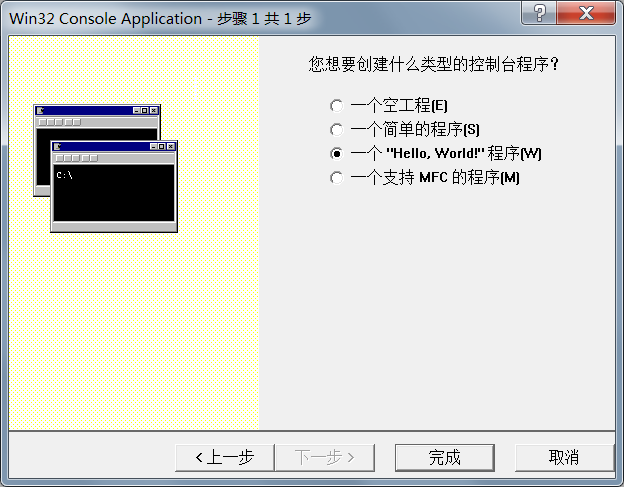 Win32 Console Application - 步骤 1 共 1 步
您想要创建什么类型的控制台程序？
一个空工程(E)
一个简单的程序(S)
一个 "Hello, World!" 程序(W)
一个支持 MFC 的程序(M)
C:\
< 上一步
下一步 >
完成
取消